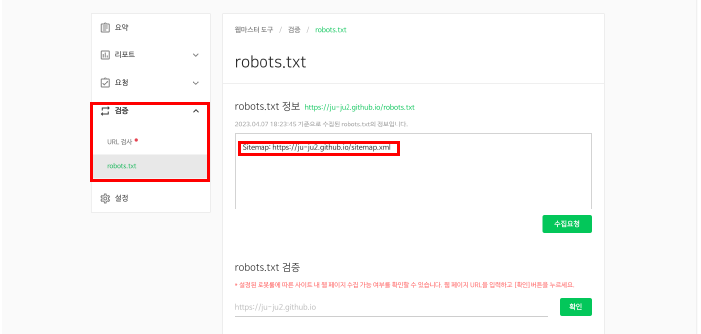 요약
리포트
요청
검증
URL 검사
robots.txt
설정
웹마스터 도구 / 검증 / robots.txt
robots.txt
robots.txt 정보 https://ju-ju2.github.io/robots.txt
2023.04.07 18:23:45 기준으로 수집된 robots.txt의 정보입니다.
Sitemap: https://ju-ju2.github.io/sitemap.xml
수집요청
robots.txt 검증
* 설정된 로봇룰에 따른 사이트 내 웹 페이지 수집 가능 여부를 확인할 수 있습니다. 웹 페이지 URL을 입력하고 [확인]버튼을 누르세요.
https://ju-ju2.github.io
확인